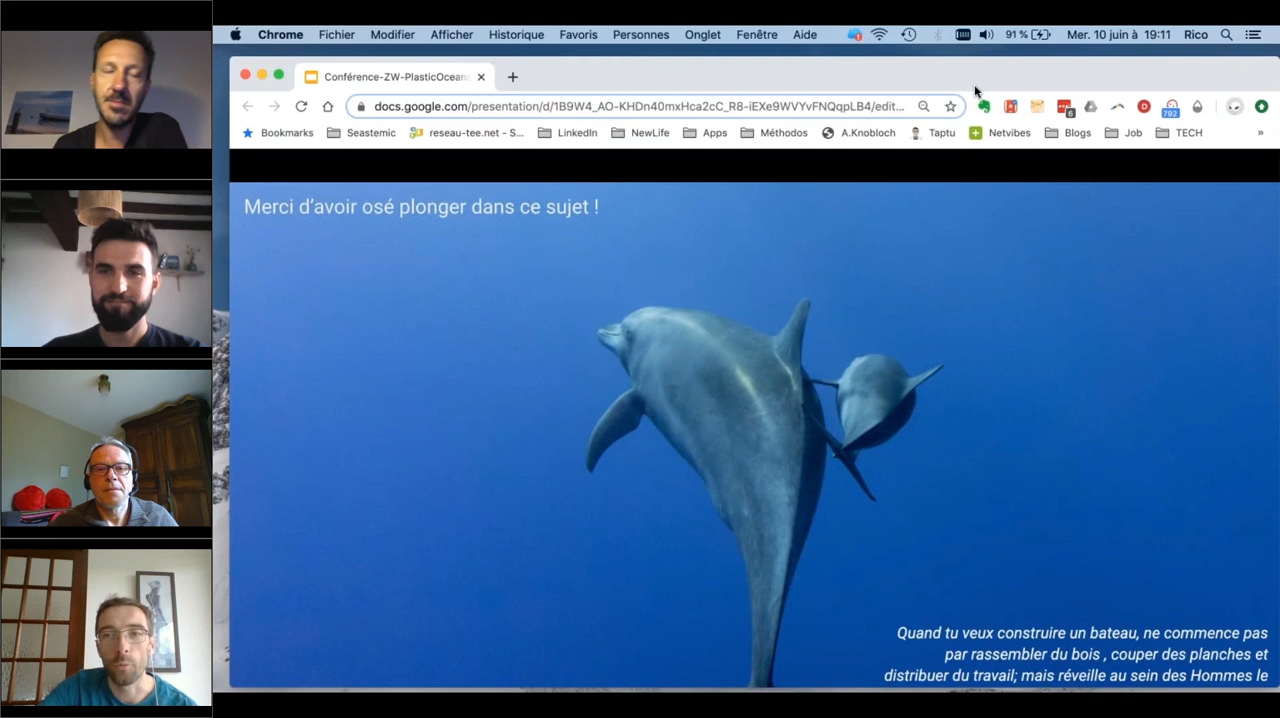 Chrome Fichier Modifier Afficher Historique Favoris Personnes Onglet Fenêtre Aide 91 % Mer. 10 juin à 19:11 Rico
Conférence-ZW-PlasticOcean
docs.google.com/presentation/d/1B9W4_AO-KHDn40mxHca2cC_R8-iEXe9WVYvFNQqpLB4/edit...
6
792
Bookmarks Seastemic reseau-tee.net - S... LinkedIn NewLife Apps Méthodos A.Knobloch Taptu Netvibes Blogs Job TECH »
Merci d’avoir osé plonger dans ce sujet !
Quand tu veux construire un bateau, ne commence pas
par rassembler du bois , couper des planches et
distribuer du travail; mais réveille au sein des Hommes le